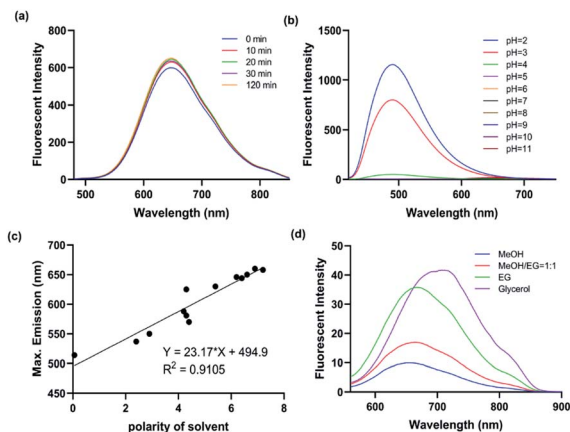 (a)
800
600
400
200
0
Fluorescent Intensity
500 600 700 800
Wavelength (nm)
0 min
10 min
20 min
30 min
120 min
(b)
1500
1000
500
0
Fluorescent Intensity
500 600 700
Wavelength (nm)
pH=2
pH=3
pH=4
pH=5
pH=6
pH=7
pH=8
pH=9
pH=10
pH=11
(c)
700
650
600
550
500
450
Max. Emission (nm)
0 2 4 6 8
polarity of solvent
Y = 23.17*X + 494.9
R² = 0.9105
(d)
50
40
30
20
10
0
Fluorescent Intensity
600 700 800 900
Wavelength (nm)
MeOH
MeOH/EG=1:1
EG
Glycerol